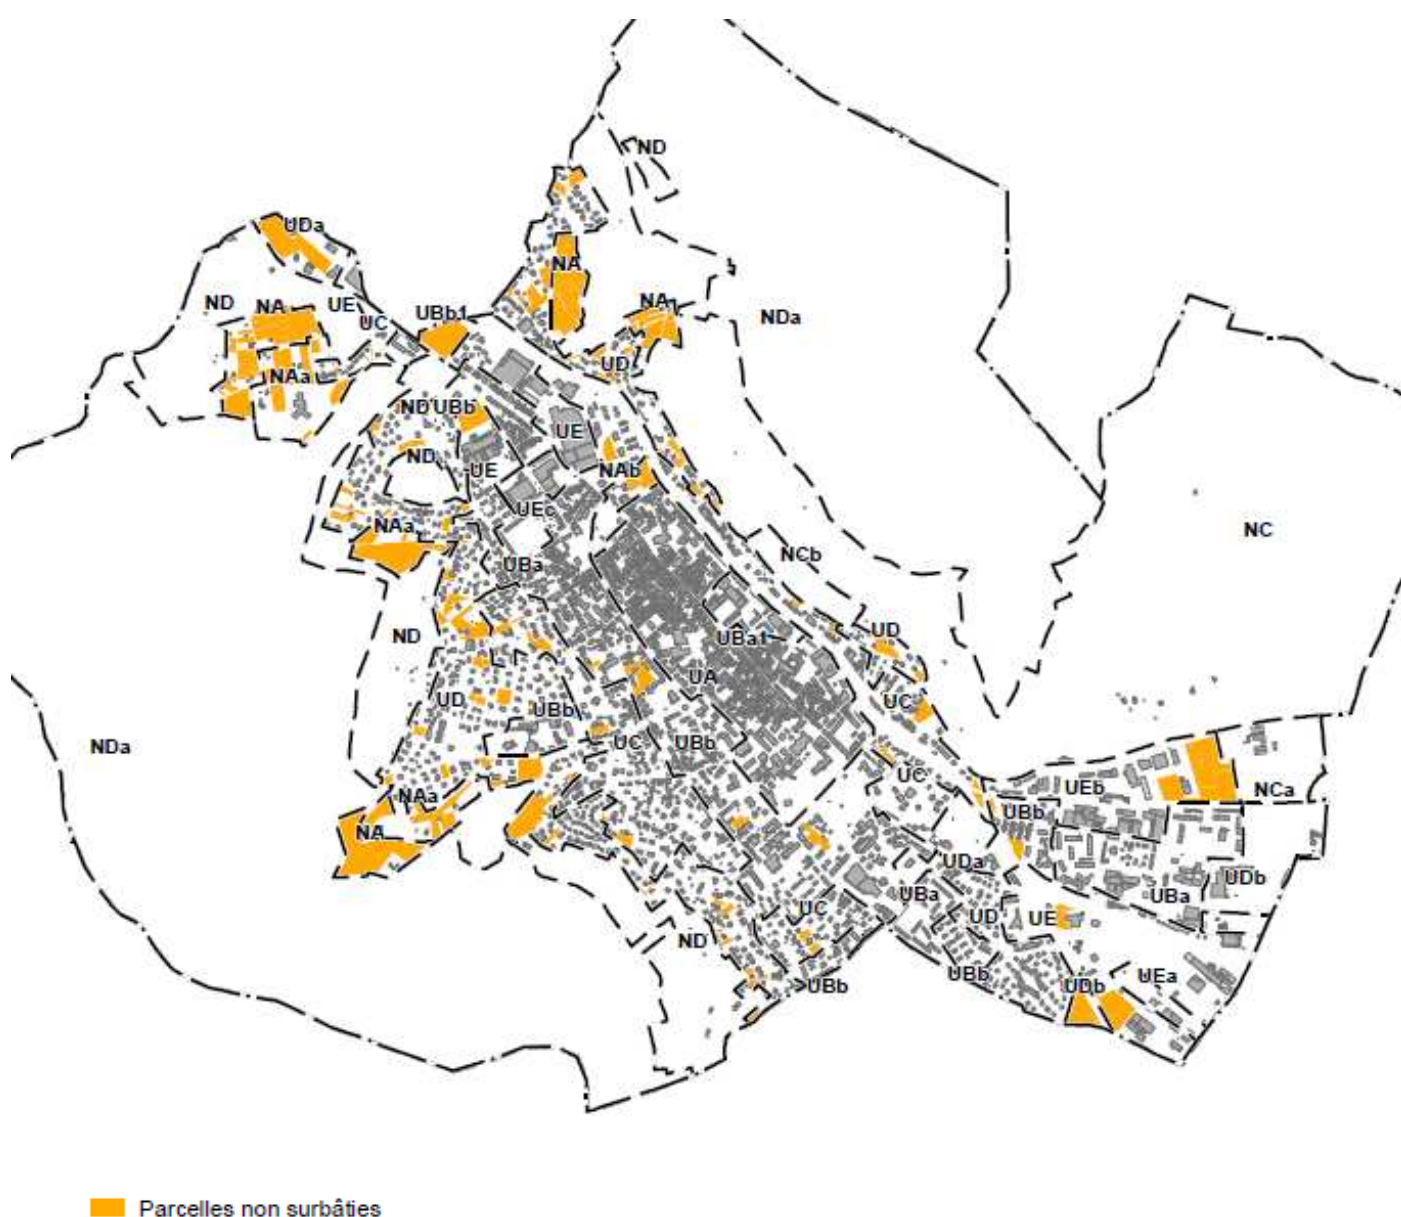 ND
UDa
NA
ND
NA
UE
UBb1
NA
NDa
UC
UD
NAa
ND
UBb
UE
ND
UE
NAb
UEc
NAa
NC
NCb
UBa
ND
UBa1
UD
UA
UD
UBb
UC
NDa
UC
UBb
UC
UEb
NCa
NAa
UBb
NA
UDa
UDb
UBa
UBa
UC
UD
UE
ND
UBb
UBb
UDb
UEa
Parcelles non surbâties